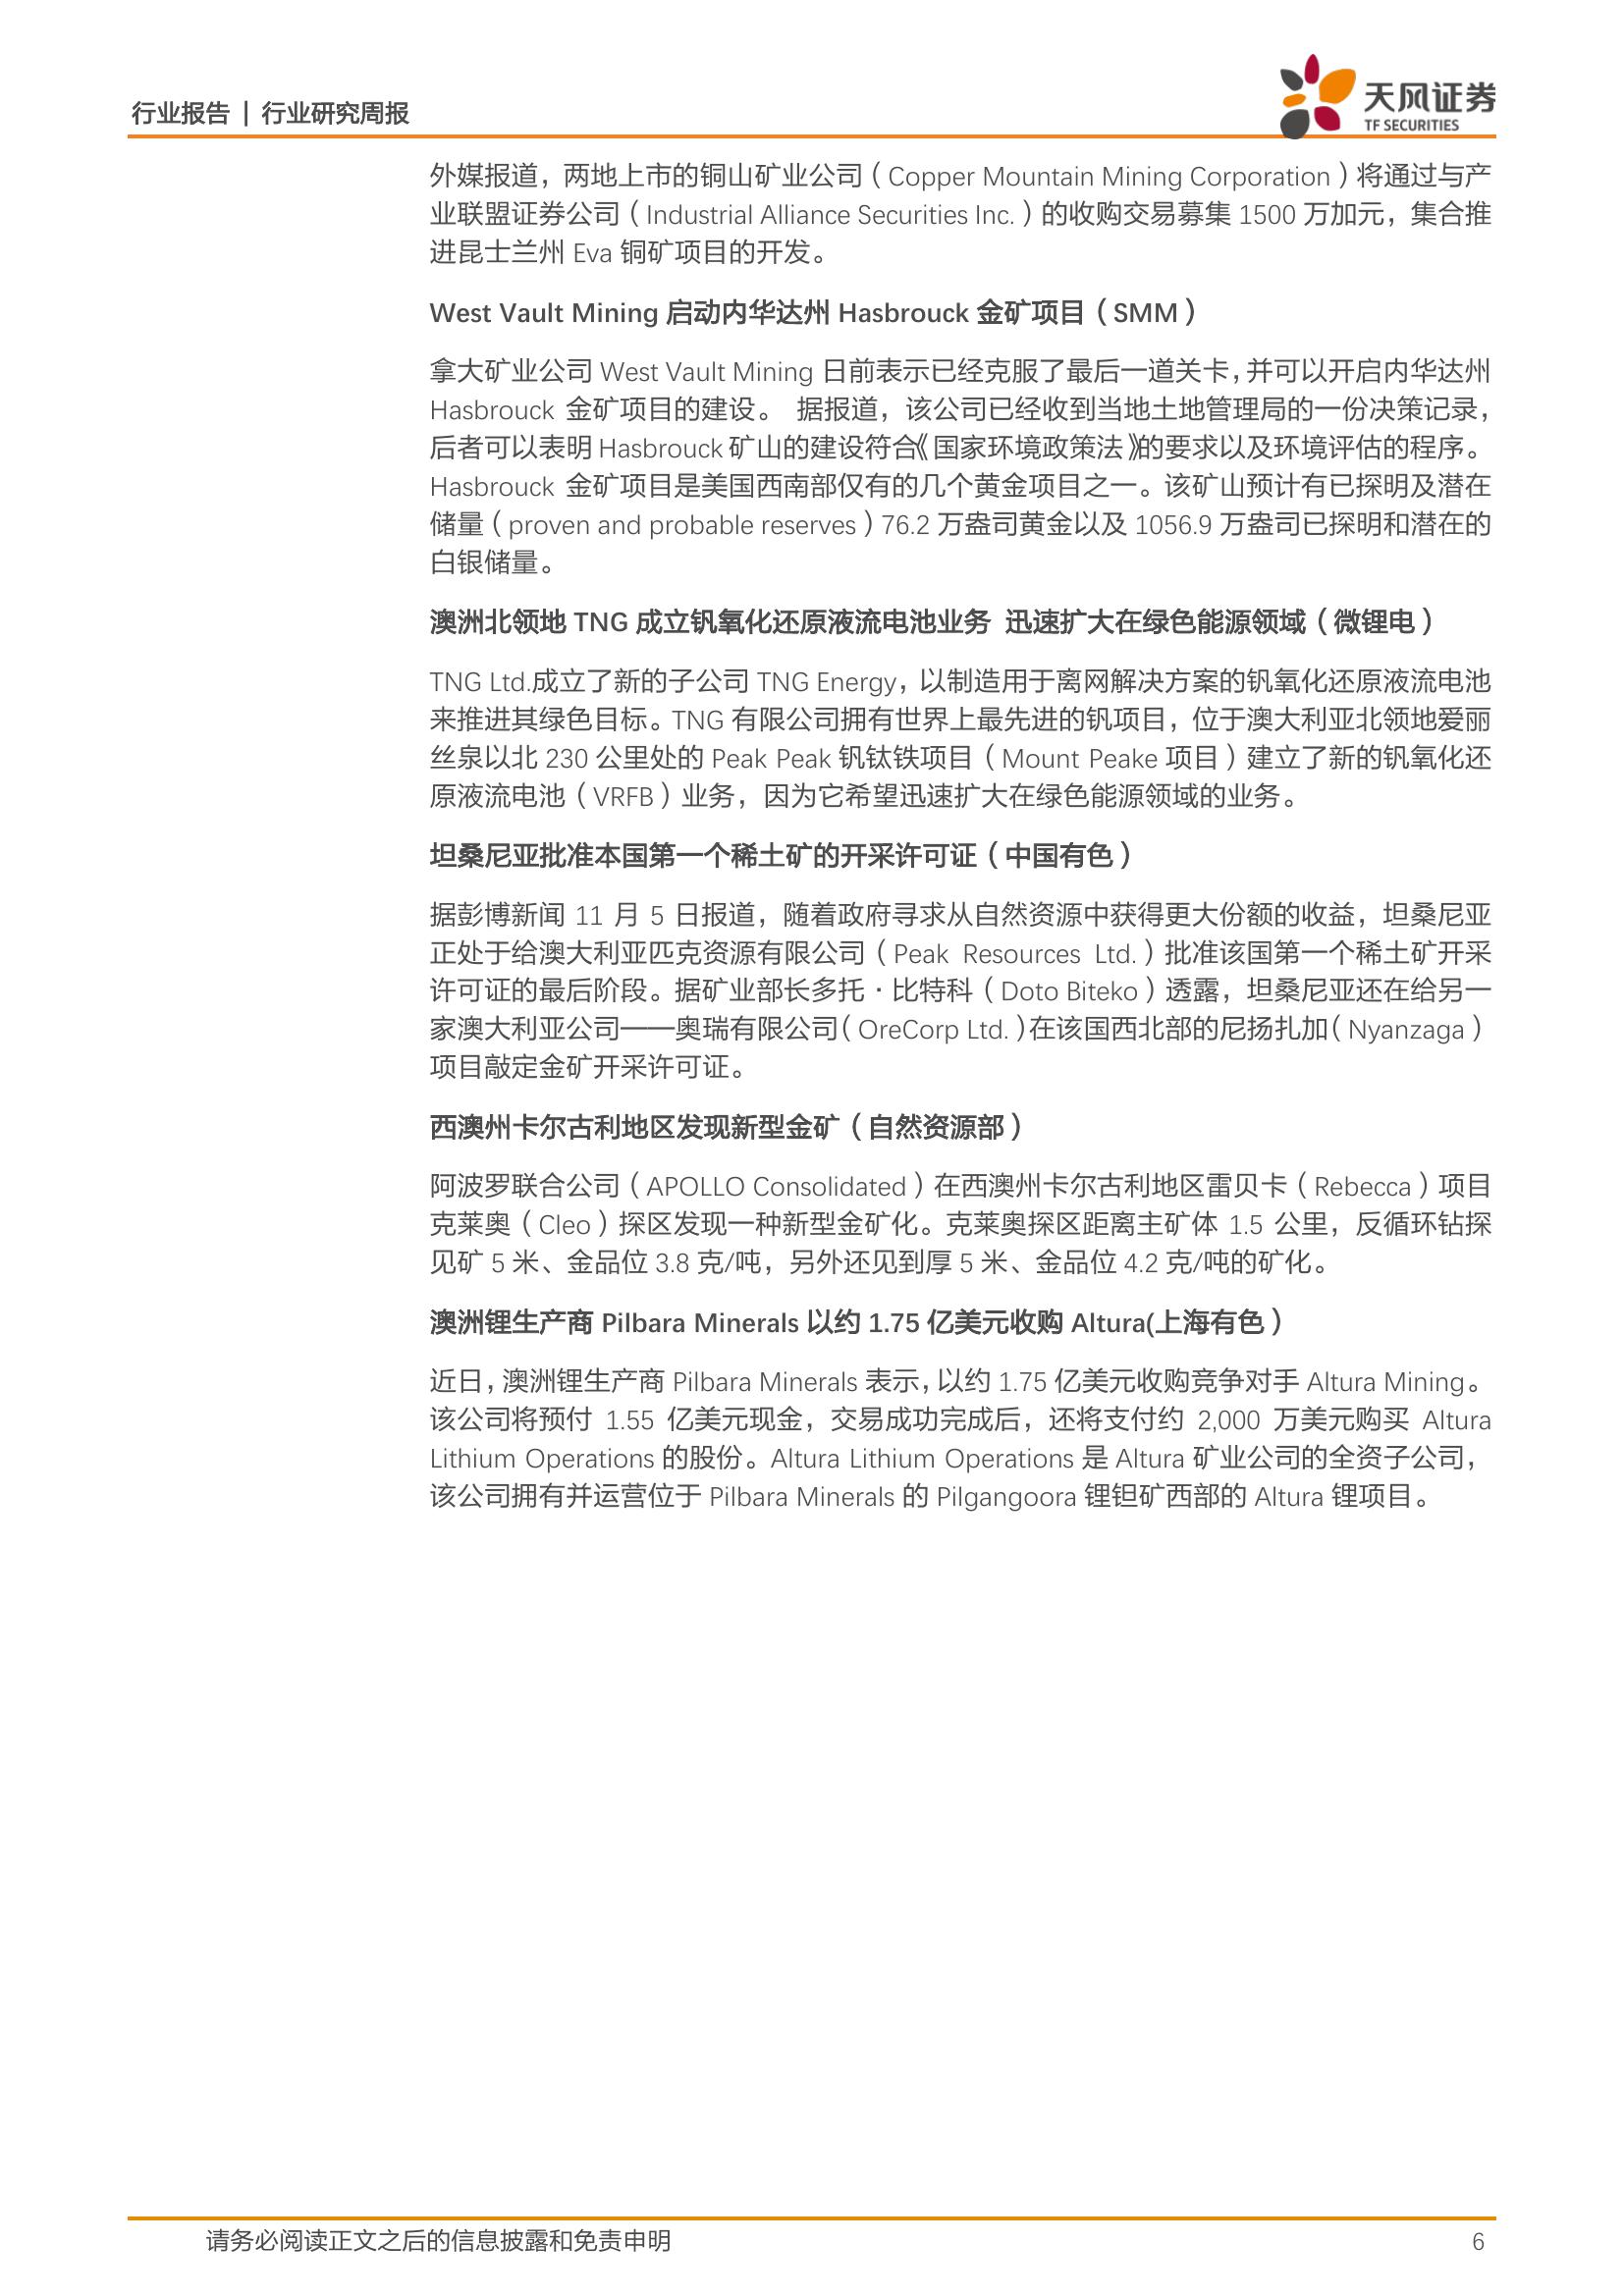 行业报告 | 行业研究周报
天风证券
TF SECURITIES
外媒报道，两地上市的铜山矿业公司（Copper Mountain Mining Corporation）将通过与产
业联盟证券公司（Industrial Alliance Securities Inc.）的收购交易募集 1500 万加元，集合推
进昆士兰州 Eva 铜矿项目的开发。
West Vault Mining 启动内华达州 Hasbrouck 金矿项目（SMM）
拿大矿业公司 West Vault Mining 日前表示已经克服了最后一道关卡，并可以开启内华达州
Hasbrouck 金矿项目的建设。 据报道，该公司已经收到当地土地管理局的一份决策记录，
后者可以表明 Hasbrouck 矿山的建设符合《国家环境政策法》的要求以及环境评估的程序。
Hasbrouck 金矿项目是美国西南部仅有的几个黄金项目之一。该矿山预计有已探明及潜在
储量（proven and probable reserves）76.2 万盎司黄金以及 1056.9 万盎司已探明和潜在的
白银储量。
澳洲北领地 TNG 成立钒氧化还原液流电池业务 迅速扩大在绿色能源领域（微锂电）
TNG Ltd.成立了新的子公司 TNG Energy，以制造用于离网解决方案的钒氧化还原液流电池
来推进其绿色目标。TNG 有限公司拥有世界上最先进的钒项目，位于澳大利亚北领地爱丽
丝泉以北 230 公里处的 Peak Peak 钒钛铁项目（Mount Peake 项目）建立了新的钒氧化还
原液流电池（VRFB）业务，因为它希望迅速扩大在绿色能源领域的业务。
坦桑尼亚批准本国第一个稀土矿的开采许可证（中国有色）
据彭博新闻 11 月 5 日报道，随着政府寻求从自然资源中获得更大份额的收益，坦桑尼亚
正处于给澳大利亚匹克资源有限公司（Peak Resources Ltd.）批准该国第一个稀土矿开采
许可证的最后阶段。据矿业部长多托·比特科（Doto Biteko）透露，坦桑尼亚还在给另一
家澳大利亚公司——奥瑞有限公司（OreCorp Ltd.）在该国西北部的尼扬扎加（Nyanzaga）
项目敲定金矿开采许可证。
西澳州卡尔古利地区发现新型金矿（自然资源部）
阿波罗联合公司（APOLLO Consolidated）在西澳州卡尔古利地区雷贝卡（Rebecca）项目
克莱奥（Cleo）探区发现一种新型金矿化。克莱奥探区距离主矿体 1.5 公里，反循环钻探
见矿 5 米、金品位 3.8 克/吨，另外还见到厚 5 米、金品位 4.2 克/吨的矿化。
澳洲锂生产商 Pilbara Minerals 以约 1.75 亿美元收购 Altura(上海有色）
近日，澳洲锂生产商 Pilbara Minerals 表示，以约 1.75 亿美元收购竞争对手 Altura Mining。
该公司将预付 1.55 亿美元现金，交易成功完成后，还将支付约 2,000 万美元购买 Altura
Lithium Operations 的股份。Altura Lithium Operations 是 Altura 矿业公司的全资子公司，
该公司拥有并运营位于 Pilbara Minerals 的 Pilgangoora 锂钽矿西部的 Altura 锂项目。
请务必阅读正文之后的信息披露和免责申明
6